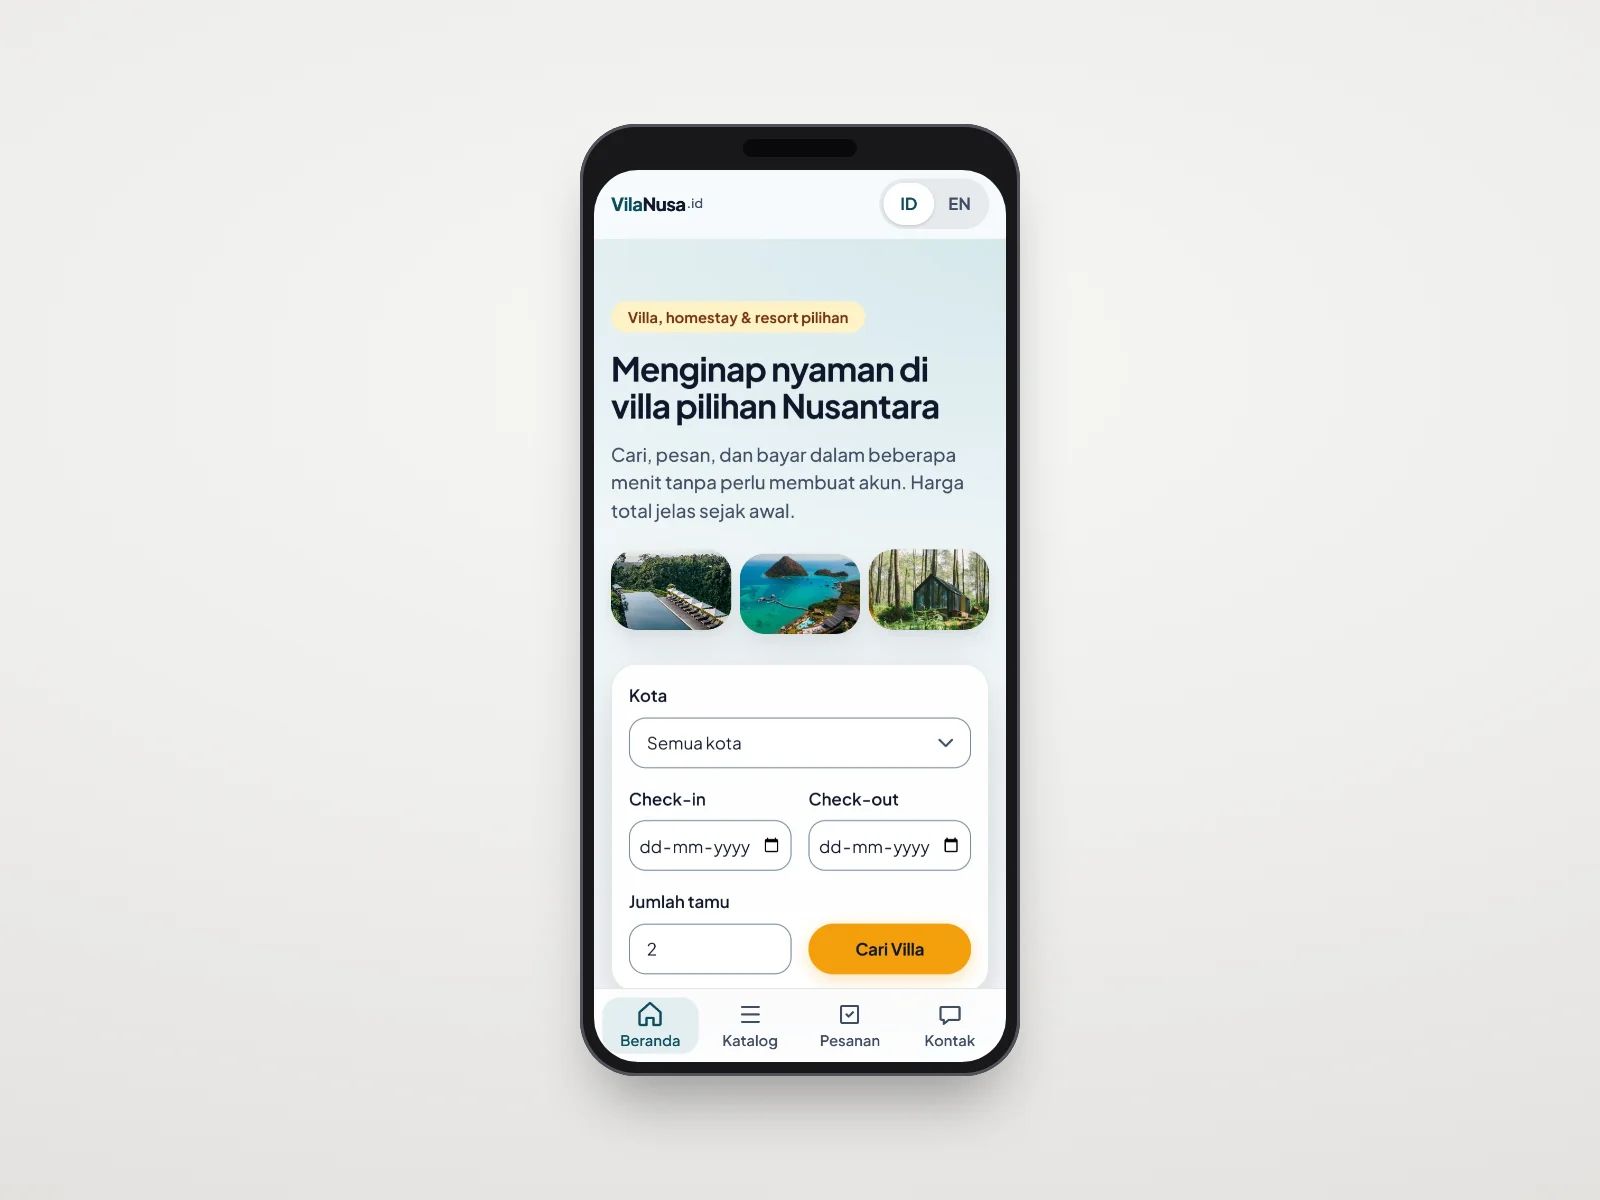 VilaNusa.id
ID EN
Villa, homestay & resort pilihan
Menginap nyaman di
villa pilihan Nusantara
Cari, pesan, dan bayar dalam beberapa
menit tanpa perlu membuat akun. Harga
total jelas sejak awal.
Kota
Semua kota
Check-in Check-out
dd-mm-yyyy dd-mm-yyyy
Jumlah tamu
2 Cari Villa
Beranda Katalog Pesanan Kontak